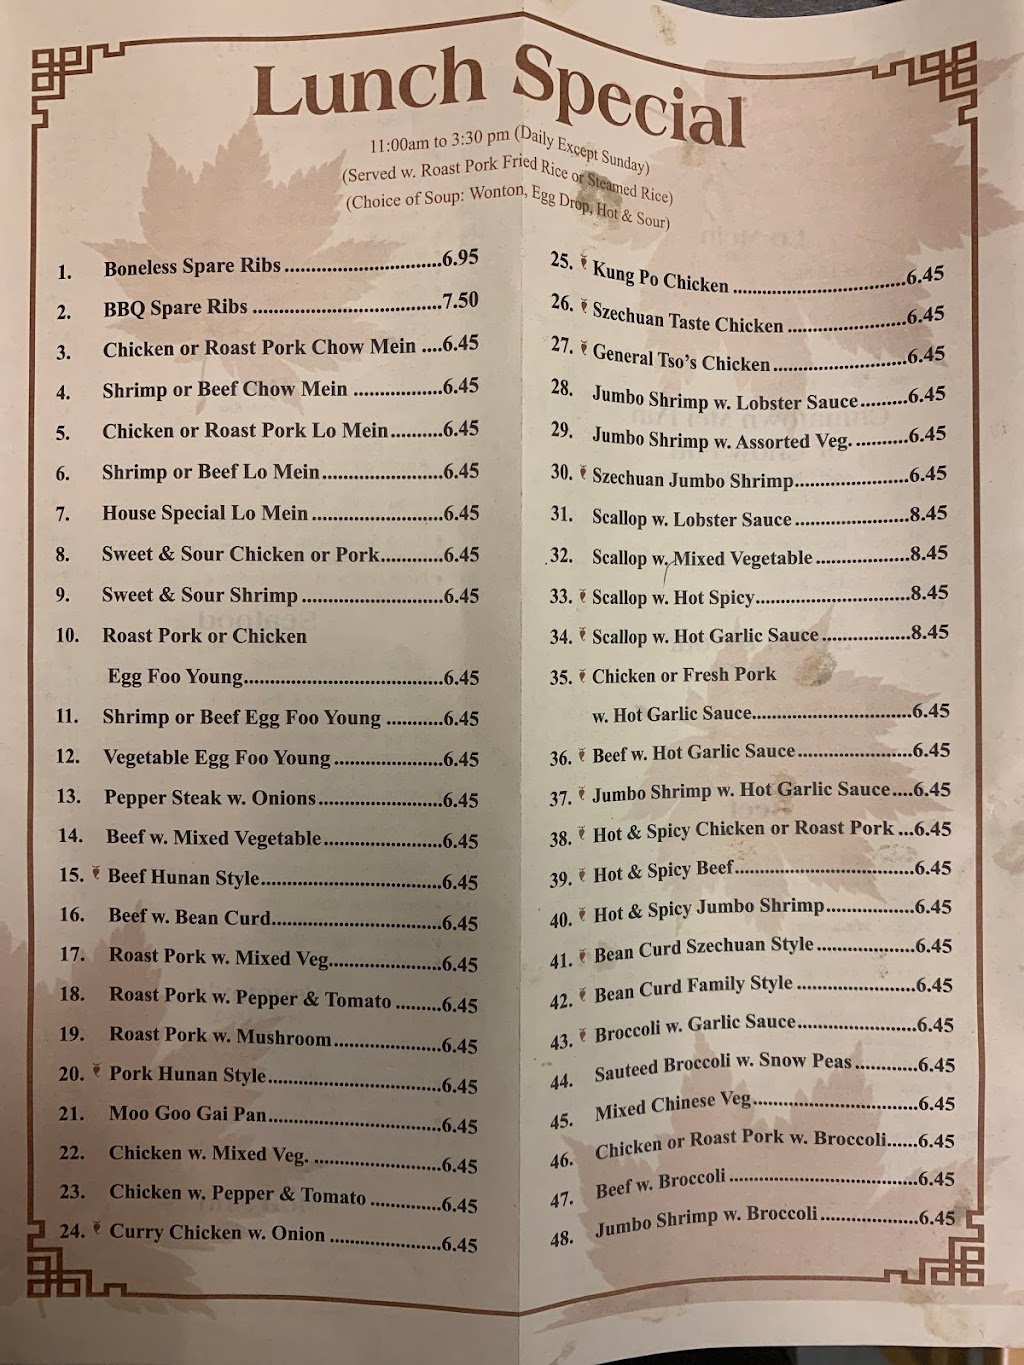 Lunch Special
11:00am to 3:30 pm (Daily Except Sunday)
(Served w. Roast Pork Fried Rice or Steamed Rice)
(Choice of Soup: Wonton, Egg Drop, Hot & Sour)
1. Boneless Spare Ribs..............................6.95
2. BBQ Spare Ribs ...................................7.50
3. Chicken or Roast Pork Chow Mein ....6.45
4. Shrimp or Beef Chow Mein ................6.45
5. Chicken or Roast Pork Lo Mein..........6.45
6. Shrimp or Beef Lo Mein......................6.45
7. House Special Lo Mein........................6.45
8. Sweet & Sour Chicken or Pork...........6.45
9. Sweet & Sour Shrimp..........................6.45
10. Roast Pork or Chicken
Egg Foo Young....................................6.45
11. Shrimp or Beef Egg Foo Young ..........6.45
12. Vegetable Egg Foo Young....................6.45
13. Pepper Steak w. Onions.......................6.45
14. Beef w. Mixed Vegetable......................6.45
15. Beef Hunan Style.................................6.45
16. Beef w. Bean Curd...............................6.45
17. Roast Pork w. Mixed Veg.....................6.45
18. Roast Pork w. Pepper & Tomato ........6.45
19. Roast Pork w. Mushroom....................6.45
20. Pork Hunan Style................................6.45
21. Moo Goo Gai Pan................................6.45
22. Chicken w. Mixed Veg. .......................6.45
23. Chicken w. Pepper & Tomato .............6.45
24. Curry Chicken w. Onion ....................6.45
25. Kung Po Chicken ...............................6.45
26. Szechuan Taste Chicken .....................6.45
27. General Tso's Chicken........................6.45
28. Jumbo Shrimp w. Lobster Sauce.........6.45
29. Jumbo Shrimp w. Assorted Veg. ..........6.45
30. Szechuan Jumbo Shrimp.....................6.45
31. Scallop w. Lobster Sauce.....................8.45
32. Scallop w. Mixed Vegetable.................8.45
33. Scallop w. Hot Spicy............................8.45
34. Scallop w. Hot Garlic Sauce................8.45
35. Chicken or Fresh Pork
w. Hot Garlic Sauce.............................6.45
36. Beef w. Hot Garlic Sauce.....................6.45
37. Jumbo Shrimp w. Hot Garlic Sauce....6.45
38. Hot & Spicy Chicken or Roast Pork ...6.45
39. Hot & Spicy Beef.................................6.45
40. Hot & Spicy Jumbo Shrimp................6.45
41. Bean Curd Szechuan Style..................6.45
42. Bean Curd Family Style .....................6.45
43. Broccoli w. Garlic Sauce.....................6.45
44. Sauteed Broccoli w. Snow Peas...........6.45
45. Mixed Chinese Veg..............................6.45
46. Chicken or Roast Pork w. Broccoli......6.45
47. Beef w. Broccoli ..................................6.45
48. Jumbo Shrimp w. Broccoli..................6.45